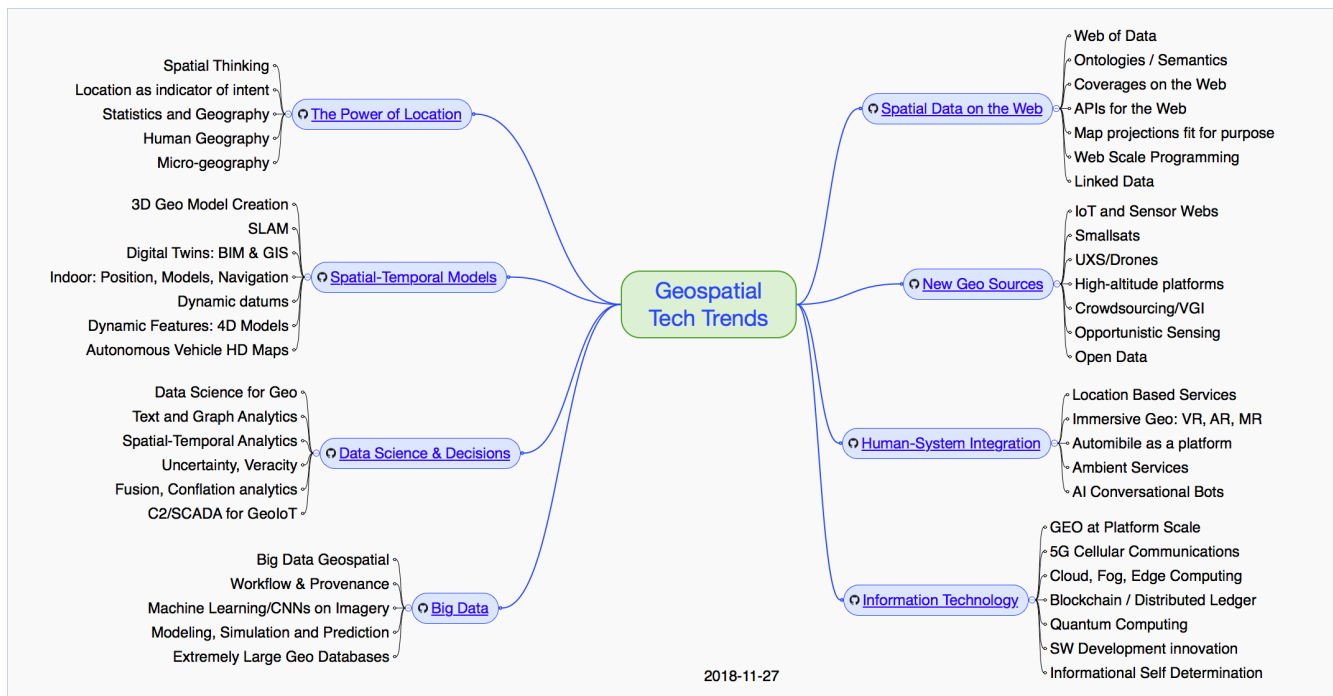 Geospatial
Tech Trends
The Power of Location
Spatial Thinking
Location as indicator of intent
Statistics and Geography
Human Geography
Micro-geography
Spatial-Temporal Models
3D Geo Model Creation
SLAM
Digital Twins: BIM & GIS
Indoor: Position, Models, Navigation
Dynamic datums
Dynamic Features: 4D Models
Autonomous Vehicle HD Maps
Data Science & Decisions
Data Science for Geo
Text and Graph Analytics
Spatial-Temporal Analytics
Uncertainty, Veracity
Fusion, Conflation analytics
C2/SCADA for GeoIoT
Big Data
Big Data Geospatial
Workflow & Provenance
Machine Learning/CNNs on Imagery
Modeling, Simulation and Prediction
Extremely Large Geo Databases
Spatial Data on the Web
Web of Data
Ontologies / Semantics
Coverages on the Web
APIs for the Web
Map projections fit for purpose
Web Scale Programming
Linked Data
New Geo Sources
IoT and Sensor Webs
Smallsats
UXS/Drones
High-altitude platforms
Crowdsourcing/VGI
Opportunistic Sensing
Open Data
Human-System Integration
Location Based Services
Immersive Geo: VR, AR, MR
Automibile as a platform
Ambient Services
AI Conversational Bots
Information Technology
GEO at Platform Scale
5G Cellular Communications
Cloud, Fog, Edge Computing
Blockchain / Distributed Ledger
Quantum Computing
SW Development innovation
Informational Self Determination
2018-11-27